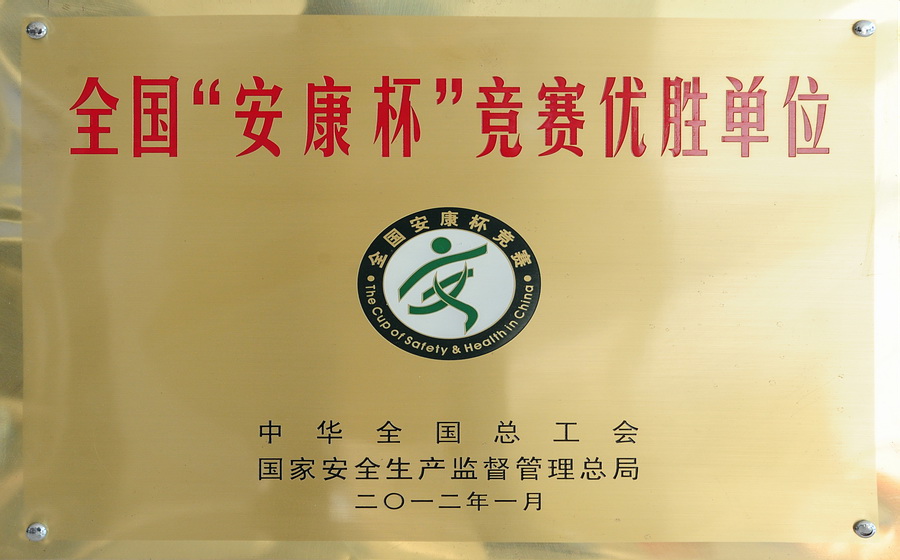 全国“安康杯”竞赛优胜单位
全国安康杯竞赛
The Cup of Safety & Health in China
中华全国总工会
国家安全生产监督管理总局
二〇一二年一月